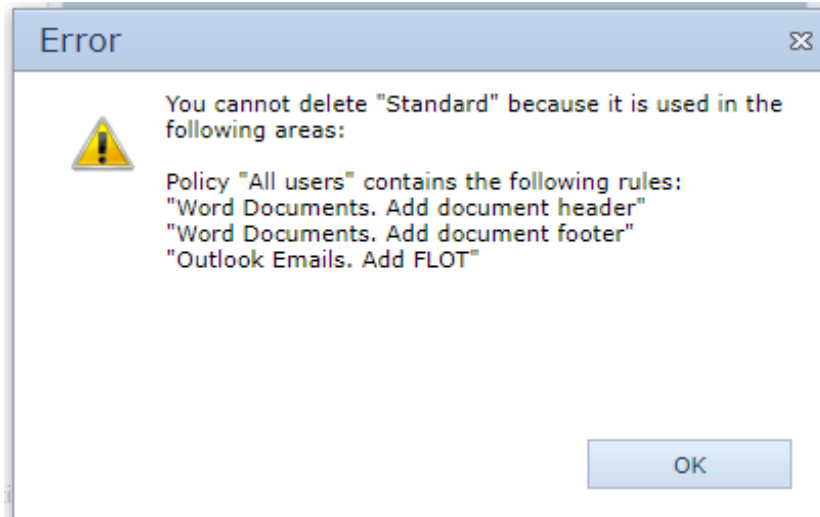 Error
You cannot delete "Standard" because it is used in the
following areas:
Policy "All users" contains the following rules:
"Word Documents. Add document header"
"Word Documents. Add document footer"
"Outlook Emails. Add FLOT"
OK